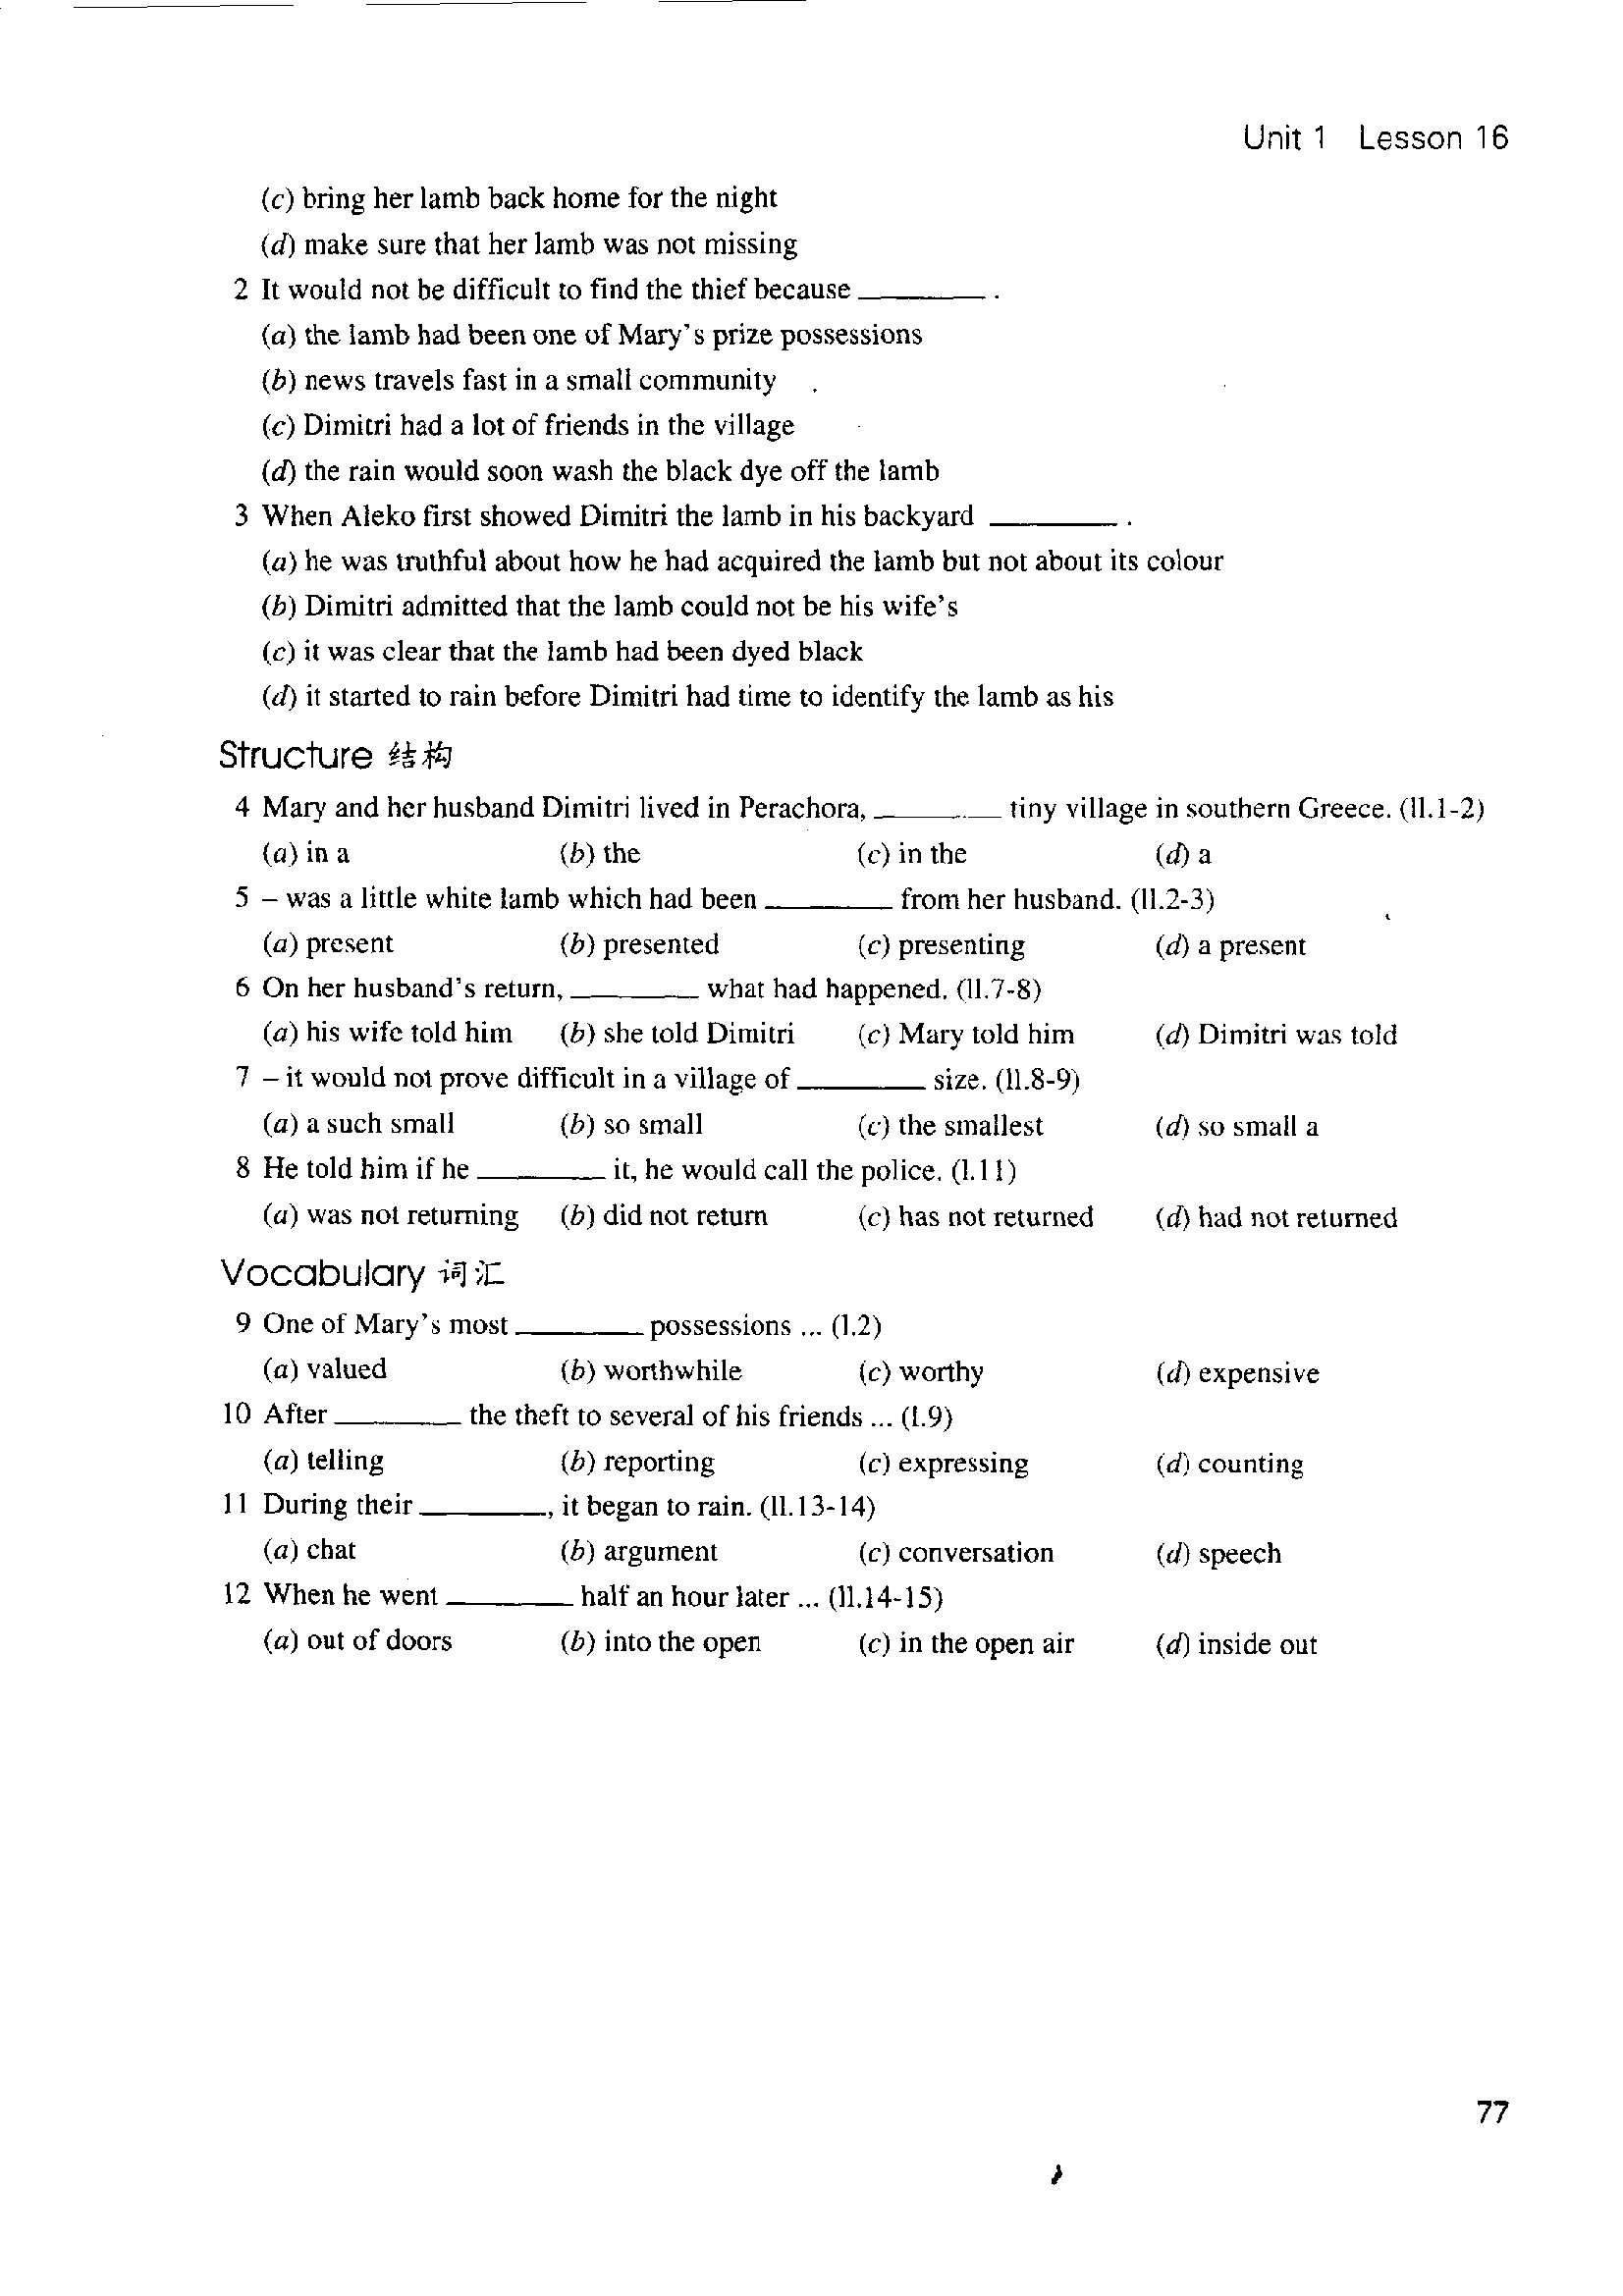 Unit 1 Lesson 16
(c) bring her lamb back home for the night
(d) make sure that her lamb was not missing
2 It would not be difficult to find the thief because ________ .
(a) the lamb had been one of Mary's prize possessions
(b) news travels fast in a small community
(c) Dimitri had a lot of friends in the village
(d) the rain would soon wash the black dye off the lamb
3 When Aleko first showed Dimitri the lamb in his backyard ________ .
(a) he was truthful about how he had acquired the lamb but not about its colour
(b) Dimitri admitted that the lamb could not be his wife's
(c) it was clear that the lamb had been dyed black
(d) it started to rain before Dimitri had time to identify the lamb as his
Structure 结构
4 Mary and her husband Dimitri lived in Perachora, ________ tiny village in southern Greece. (ll.1-2)
(a) in a (b) the (c) in the (d) a
5 – was a little white lamb which had been ________ from her husband. (ll.2-3)
(a) present (b) presented (c) presenting (d) a present
6 On her husband's return, ________ what had happened. (ll.7-8)
(a) his wife told him (b) she told Dimitri (c) Mary told him (d) Dimitri was told
7 – it would not prove difficult in a village of ________ size. (ll.8-9)
(a) a such small (b) so small (c) the smallest (d) so small a
8 He told him if he ________ it, he would call the police. (l.11)
(a) was not returning (b) did not return (c) has not returned (d) had not returned
Vocabulary 词汇
9 One of Mary's most ________ possessions ... (l.2)
(a) valued (b) worthwhile (c) worthy (d) expensive
10 After ________ the theft to several of his friends ... (l.9)
(a) telling (b) reporting (c) expressing (d) counting
11 During their ________, it began to rain. (ll.13-14)
(a) chat (b) argument (c) conversation (d) speech
12 When he went ________ half an hour later ... (ll.14-15)
(a) out of doors (b) into the open (c) in the open air (d) inside out
77